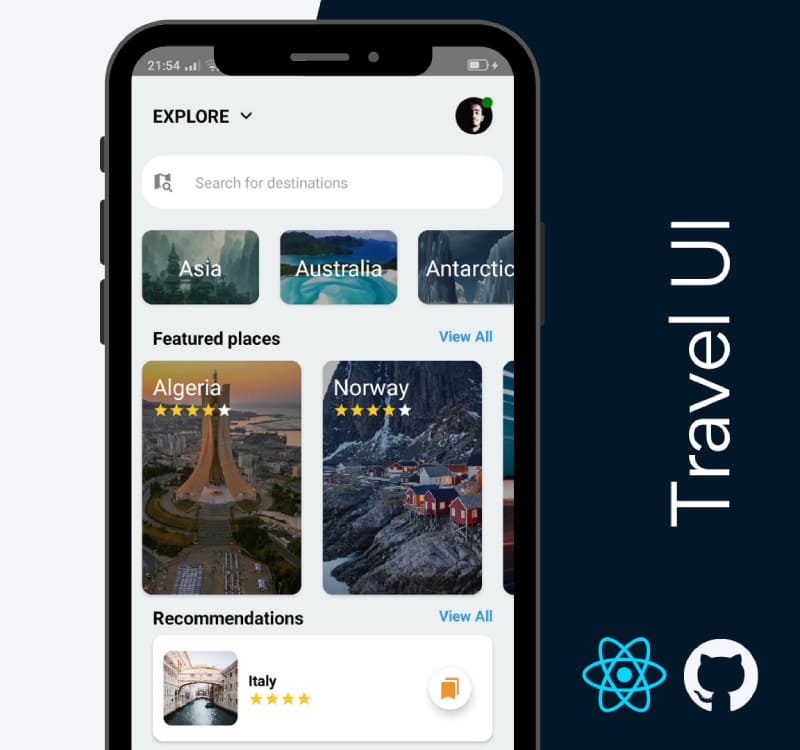 21:54
EXPLORE
Search for destinations
Asia
Australia
Antarctic
Featured places
View All
Algeria
Norway
Recommendations
View All
Italy
Travel UI